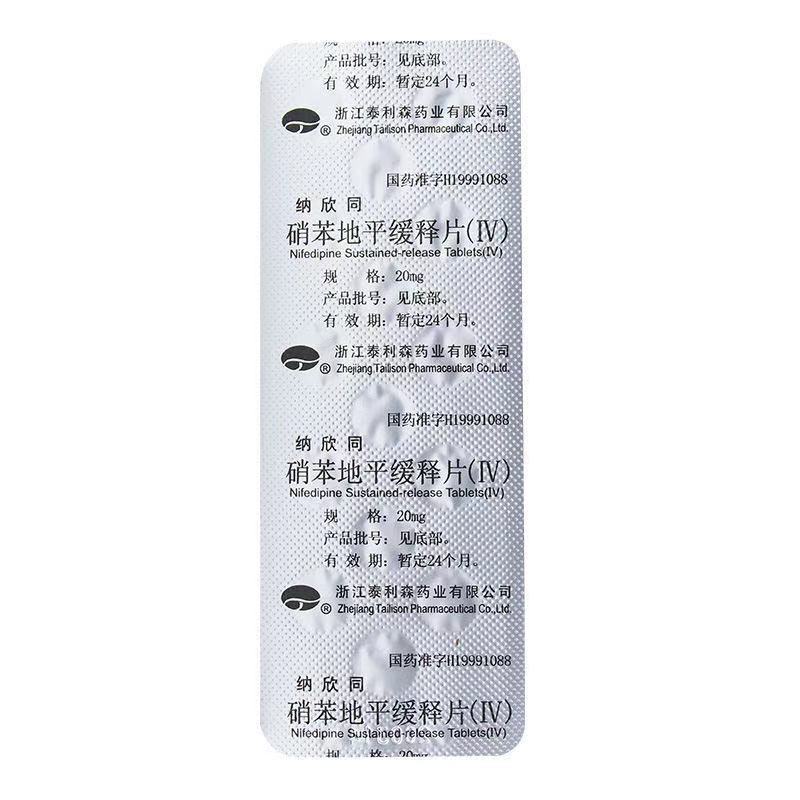 产品批号：见底部。
有 效 期：暂定24个月。
浙江泰利森药业有限公司
® Zhejiang Tailison Pharmaceutical Co.,Ltd.
国药准字H19991088
纳欣同
硝苯地平缓释片(Ⅳ)
Nifedipine Sustained-release Tablets(Ⅳ)
规 格：20mg
产品批号：见底部。
有 效 期：暂定24个月。
浙江泰利森药业有限公司
® Zhejiang Tailison Pharmaceutical Co.,Ltd.
国药准字H19991088
纳欣同
硝苯地平缓释片(Ⅳ)
Nifedipine Sustained-release Tablets(Ⅳ)
规 格：20mg
产品批号：见底部。
有 效 期：暂定24个月。
浙江泰利森药业有限公司
® Zhejiang Tailison Pharmaceutical Co.,Ltd.
国药准字H19991088
纳欣同
硝苯地平缓释片(Ⅳ)
Nifedipine Sustained-release Tablets(Ⅳ)